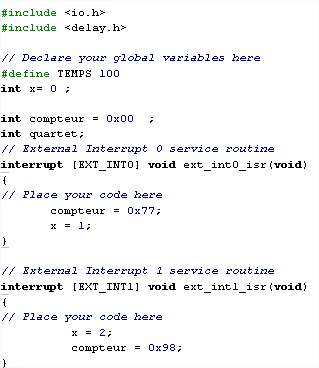 #include <io.h>
#include <delay.h>
// Declare your global variables here
#define TEMPS 100
int x= 0 ;
int compteur = 0x00  ;
int quartet;
// External Interrupt 0 service routine
interrupt [EXT_INT0] void ext_int0_isr(void)
{
// Place your code here
compteur = 0x77;
x = 1;
}
// External Interrupt 1 service routine
interrupt [EXT_INT1] void ext_int1_isr(void)
{
// Place your code here
x = 2;
compteur = 0x98;
}